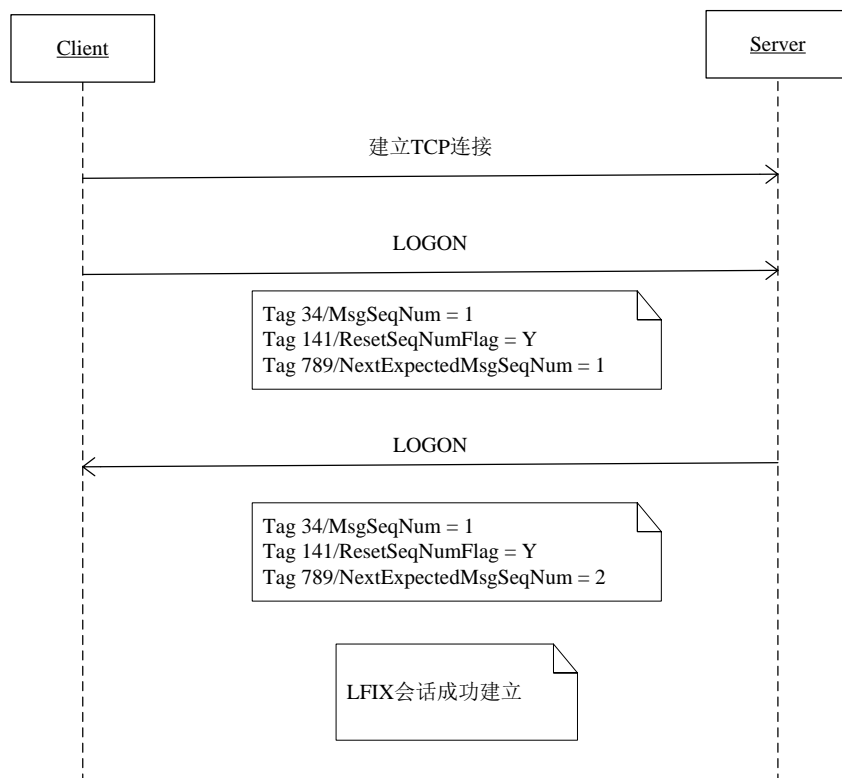 Client
Server
建立TCP连接
LOGON
Tag 34/MsgSeqNum = 1
Tag 141/ResetSeqNumFlag = Y
Tag 789/NextExpectedMsgSeqNum = 1
LOGON
Tag 34/MsgSeqNum = 1
Tag 141/ResetSeqNumFlag = Y
Tag 789/NextExpectedMsgSeqNum = 2
LFIX会话成功建立